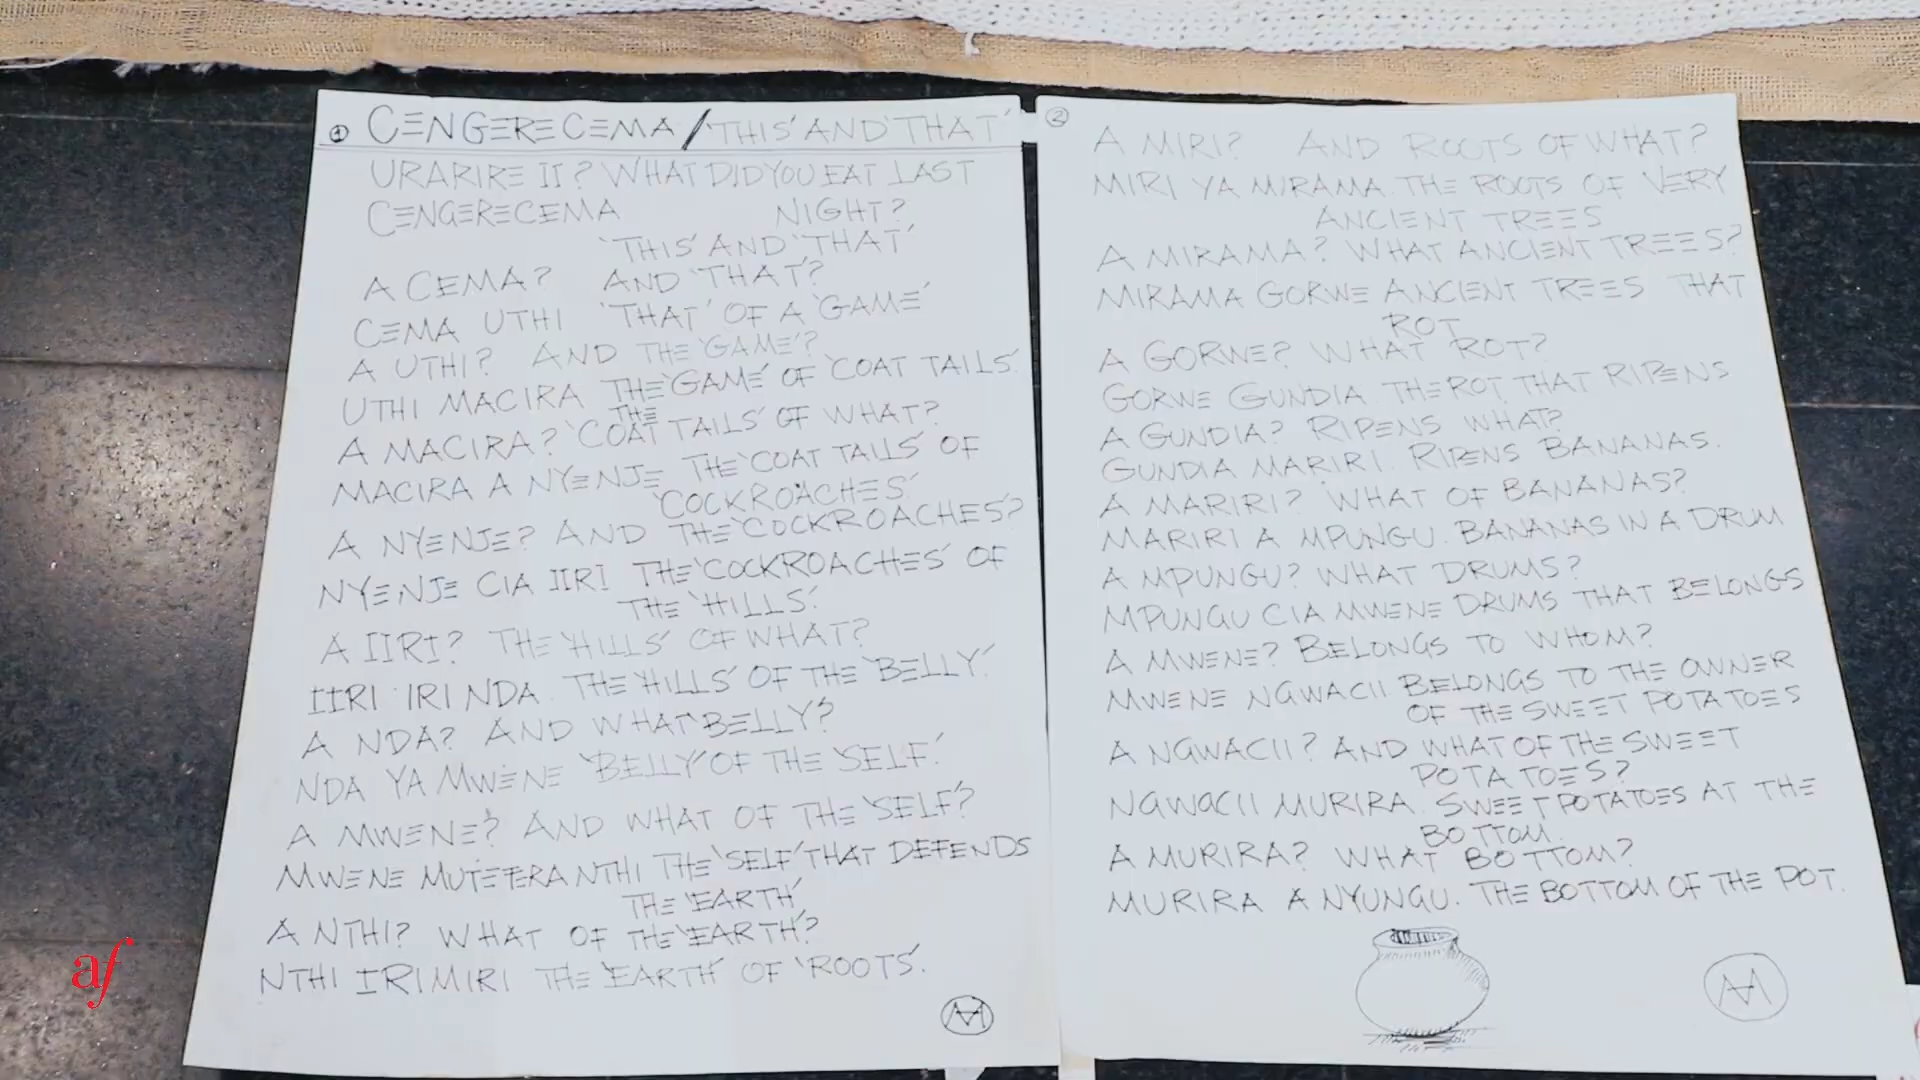 ① CENGERECEMA / 'THIS' AND 'THAT'
URARIRE II? WHAT DID YOU EAT LAST
CENGERECEMA NIGHT?
'THIS' AND 'THAT'
A CEMA? AND 'THAT'?
CEMA UTHI 'THAT' OF A 'GAME'
A UTHI? AND THE 'GAME'?
UTHI MACIRA THE 'GAME' OF 'COAT TAILS'.
THE
A MACIRA? 'COAT TAILS' OF WHAT?
MACIRA A NYENJE THE 'COAT TAILS' OF
'COCKROACHES'
A NYENJE? AND THE 'COCKROACHES'?
NYENJE CIA IIRI THE 'COCKROACHES' OF
THE 'HILLS'.
A IIRI? THE 'HILLS' OF WHAT?
IIRI IRI NDA. THE 'HILLS' OF THE 'BELLY'.
A NDA? AND WHAT BELLY?
NDA YA MWENE 'BELLY' OF THE 'SELF'.
A MWENE? AND WHAT OF THE 'SELF'?
MWENE MUTETERA NTHI THE 'SELF' THAT DEFENDS
THE 'EARTH'
A NTHI? WHAT OF THE 'EARTH'?
NTHI IRIMIRI THE 'EARTH' OF 'ROOTS'.
②
A MIRI? AND ROOTS OF WHAT?
MIRI YA MIRAMA. THE ROOTS OF VERY
ANCIENT TREES
A MIRAMA? WHAT ANCIENT TREES?
MIRAMA GORWE ANCIENT TREES THAT
ROT
A GORWE? WHAT ROT?
GORWE GUNDIA. THE ROT THAT RIPENS
A GUNDIA? RIPENS WHAT?
GUNDIA MARIRI. RIPENS BANANAS.
A MARIRI? WHAT OF BANANAS?
MARIRI A MPUNGU. BANANAS IN A DRUM
A MPUNGU? WHAT DRUMS?
MPUNGU CIA MWENE DRUMS THAT BELONGS
A MWENE? BELONGS TO WHOM?
MWENE NGWACII BELONGS TO THE OWNER
OF THE SWEET POTATOES
A NGWACII? AND WHAT OF THE SWEET
POTATOES?
NGWACII MURIRA. SWEET POTATOES AT THE
BOTTOM.
A MURIRA? WHAT BOTTOM?
MURIRA A NYUNGU. THE BOTTOM OF THE POT.
af